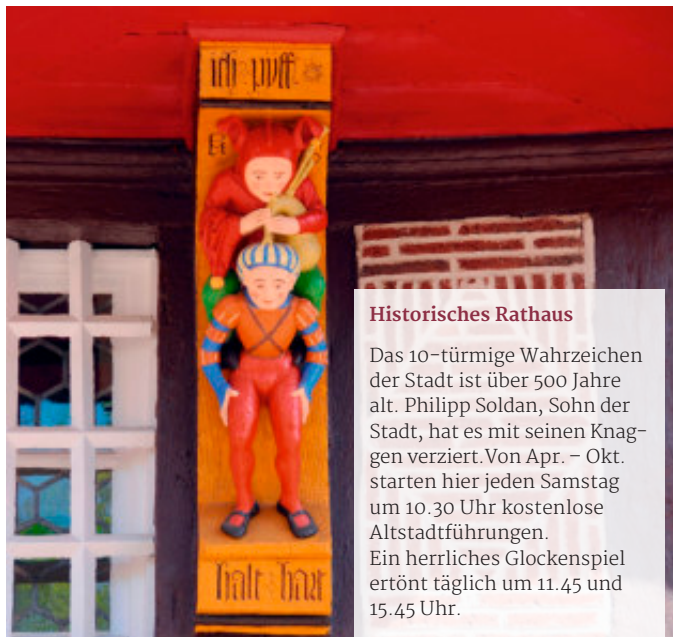 ich pvff
Historisches Rathaus
Das 10-türmige Wahrzeichen
der Stadt ist über 500 Jahre
alt. Philipp Soldan, Sohn der
Stadt, hat es mit seinen Knag-
gen verziert.Von Apr. – Okt.
starten hier jeden Samstag
um 10.30 Uhr kostenlose
Altstadtführungen.
Ein herrliches Glockenspiel
ertönt täglich um 11.45 und
15.45 Uhr.
halt hart